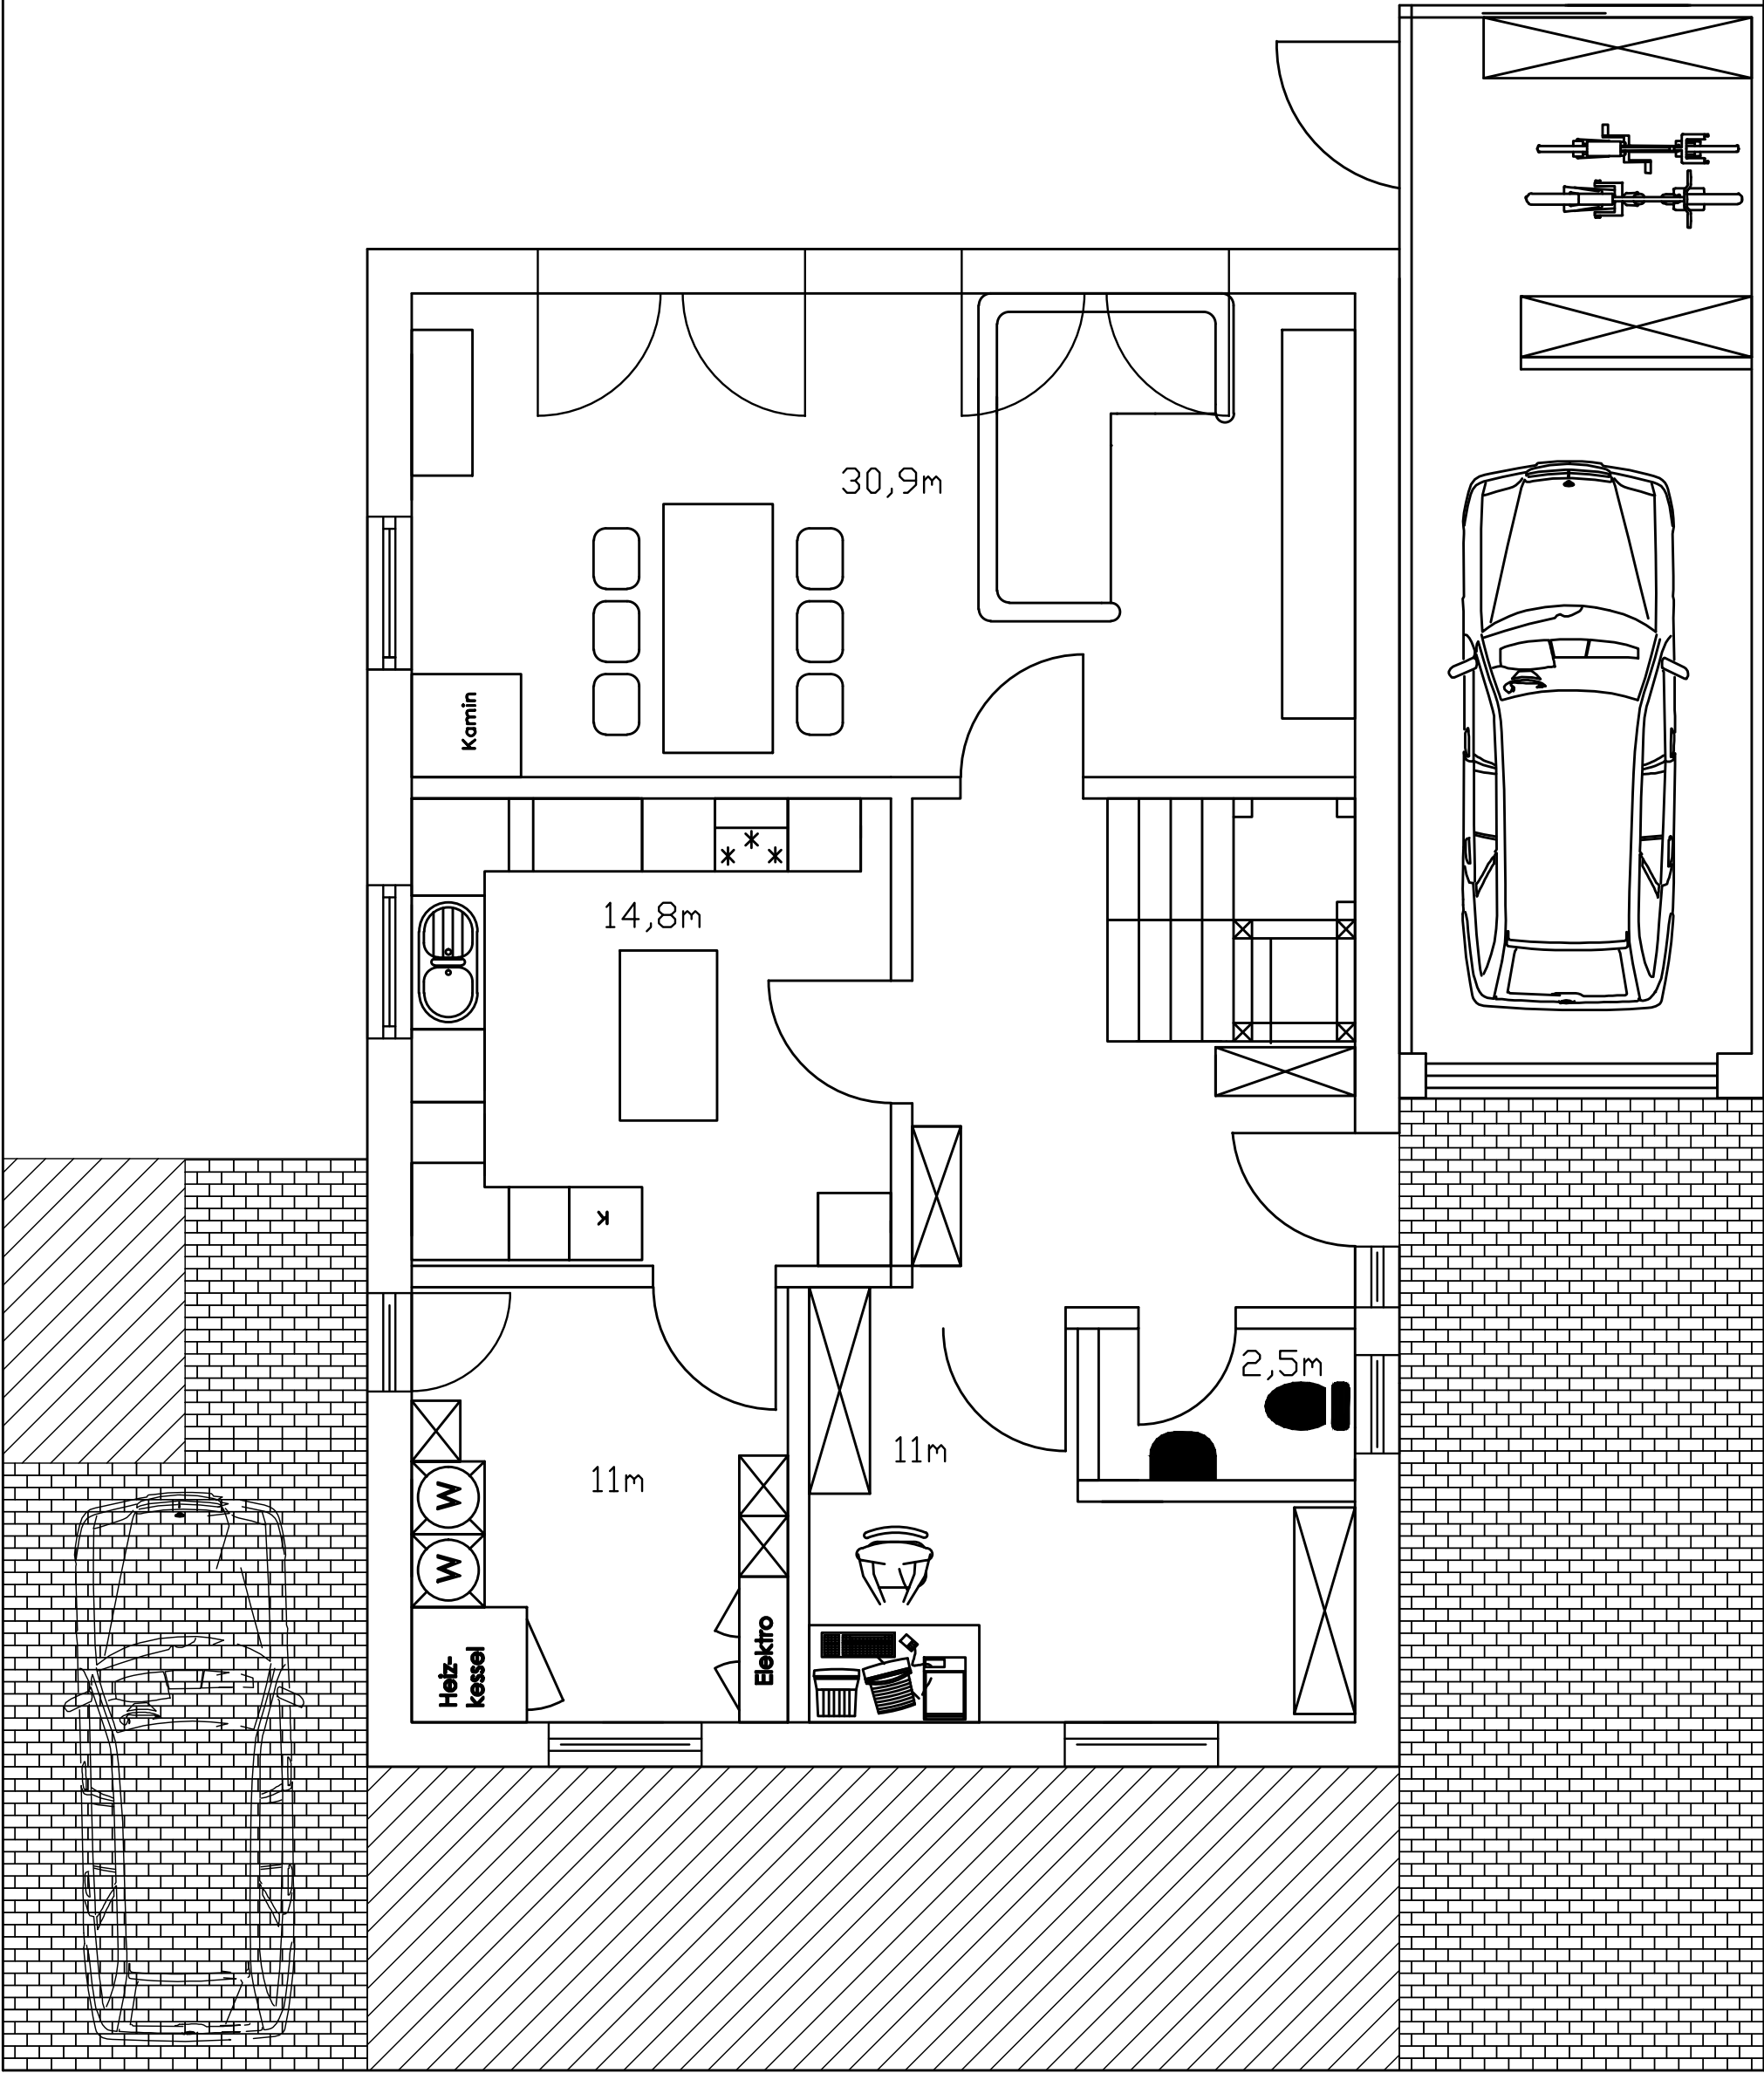 30,9m
Kamin
14,8m
K
2,5m
11m
11m
W
W
Elektro
Heiz-
kessel